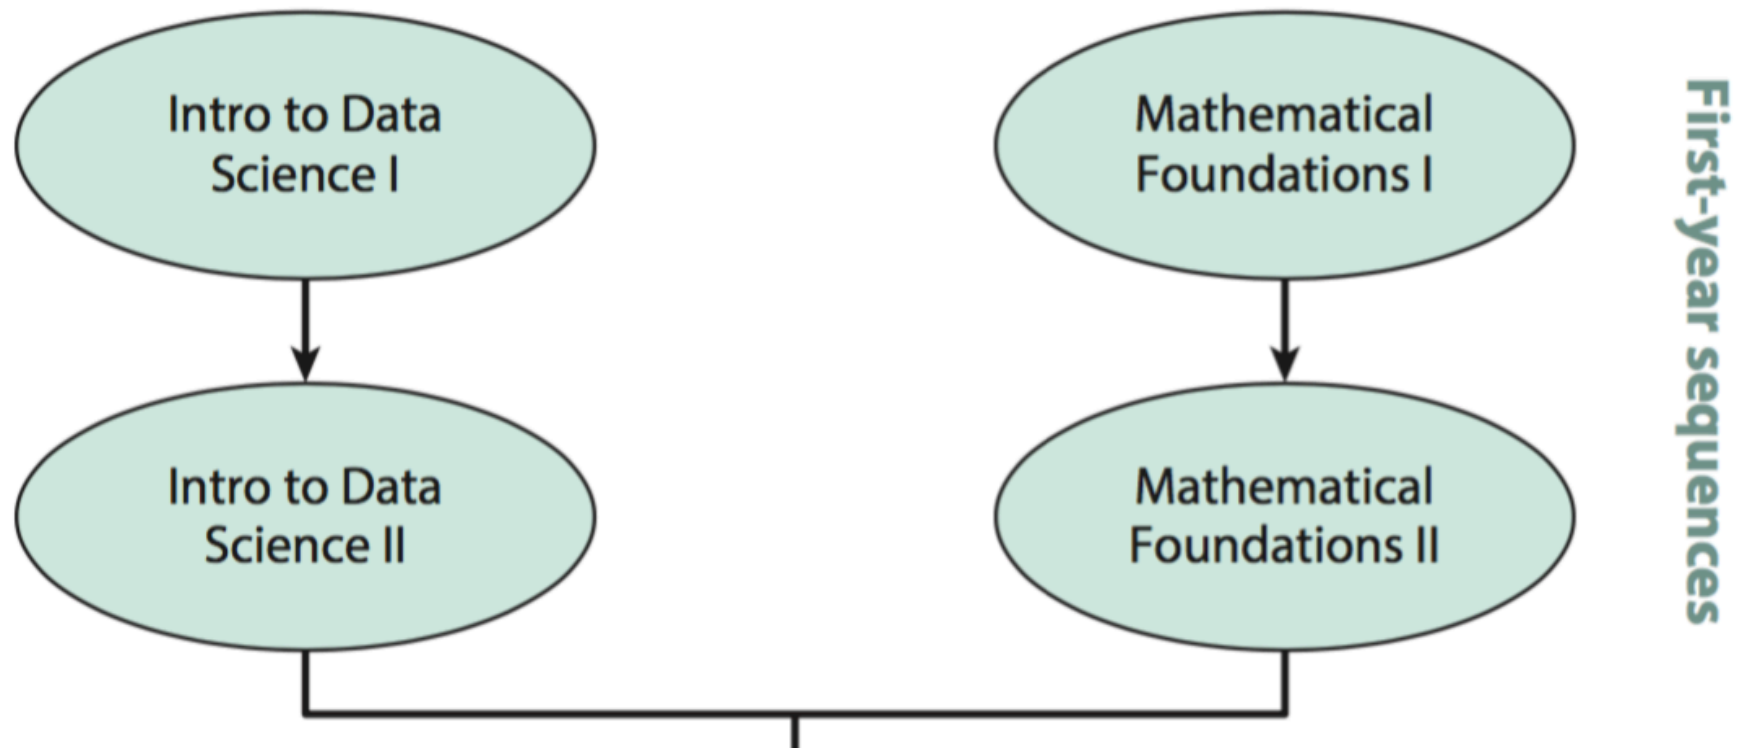 Intro to Data
Science I
Mathematical
Foundations I
Intro to Data
Science II
Mathematical
Foundations II
First-year sequences